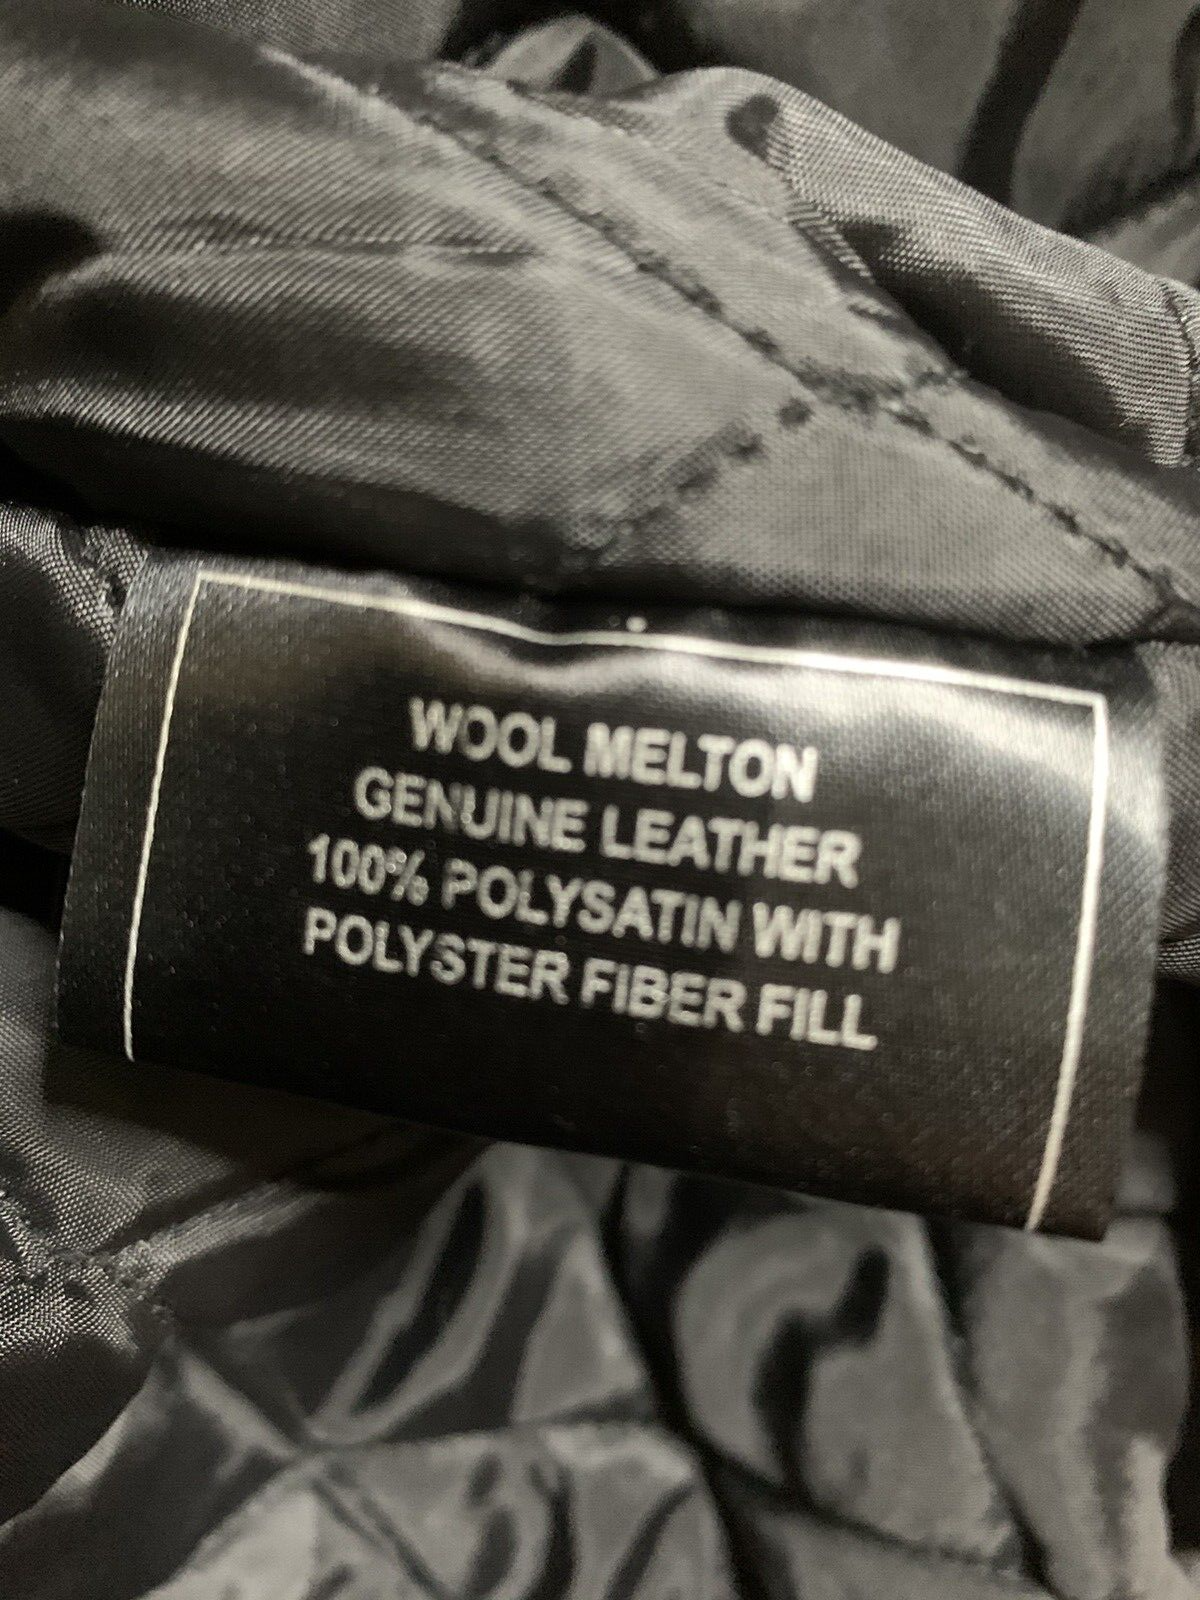 WOOL MELTON
GENUINE LEATHER
100% POLYSATIN WITH
POLYSTER FIBER FILL